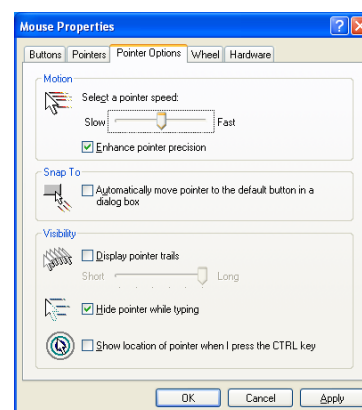 Mouse Properties
Buttons Pointers Pointer Options Wheel Hardware
Motion
Select a pointer speed:
Slow Fast
Enhance pointer precision
Snap To
Automatically move pointer to the default button in a
dialog box
Visibility
Display pointer trails
Short Long
Hide pointer while typing
Show location of pointer when I press the CTRL key
OK Cancel Apply